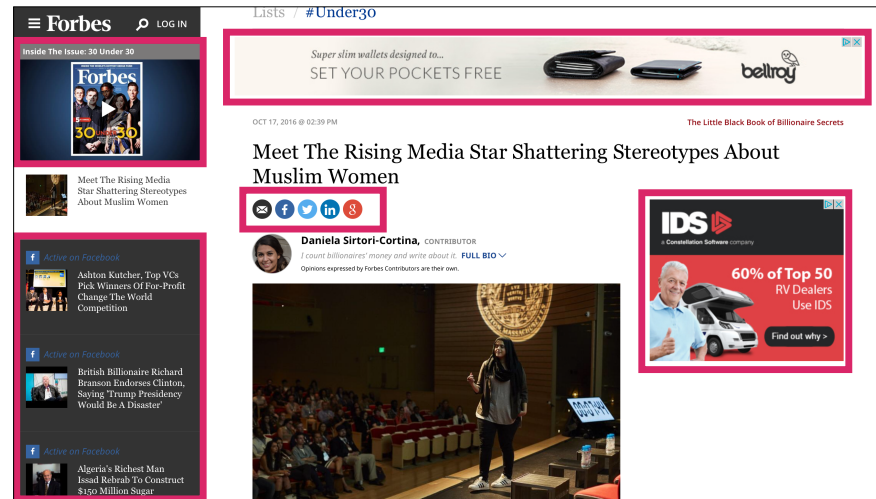 Forbes
LOG IN
Inside The Issue: 30 Under 30
Forbes
30 UNDER 30
Meet The Rising Media
Star Shattering Stereotypes
About Muslim Women
Active on Facebook
Ashton Kutcher, Top VCs
Pick Winners Of For-Profit
Change The World
Competition
Active on Facebook
British Billionaire Richard
Branson Endorses Clinton,
Saying 'Trump Presidency
Would Be A Disaster'
Active on Facebook
Algeria's Richest Man
Issad Rebrab To Construct
$150 Million Sugar
Lists / #Under30
Super slim wallets designed to...
SET YOUR POCKETS FREE
bellroy
OCT 17, 2016 @ 02:39 PM
The Little Black Book of Billionaire Secrets
Meet The Rising Media Star Shattering Stereotypes About
Muslim Women
Daniela Sirtori-Cortina, CONTRIBUTOR
I count billionaires' money and write about it. FULL BIO
Opinions expressed by Forbes Contributors are their own.
IDS
a Constellation Software company
60% of Top 50
RV Dealers
Use IDS
Find out why >